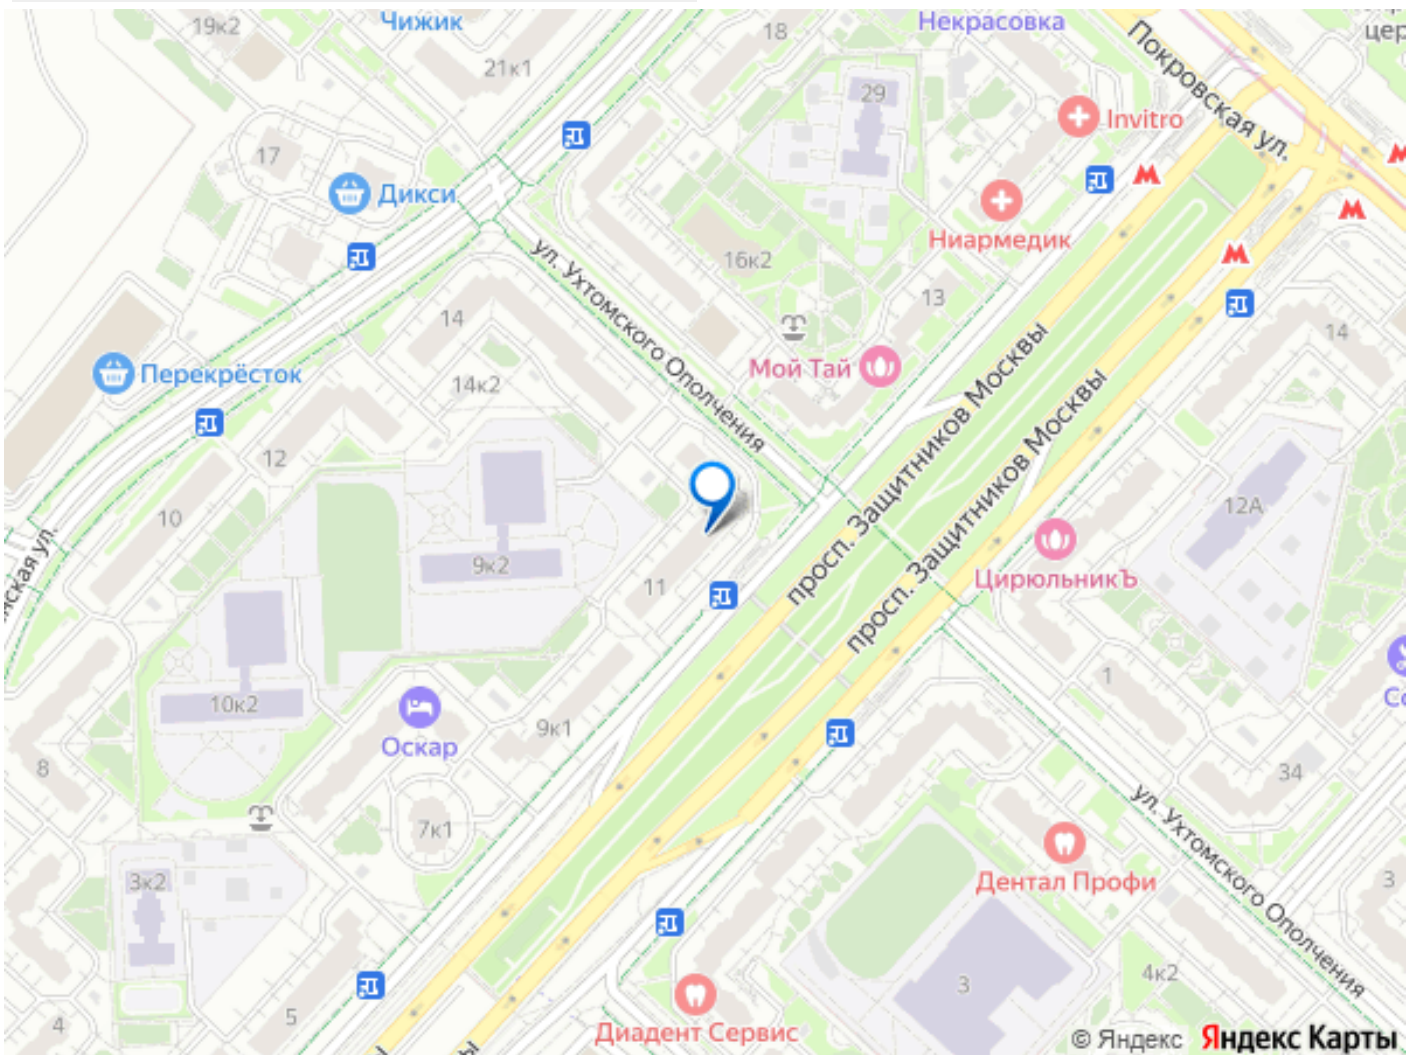 19к2
Чижик
21к1
18
Некрасовка
29
Покровская ул.
Invitro
17
Дикси
Ниармедик
16к2
ул. Ухтомского Ополчения
13
14
14
Мой Тай
Перекрёсток
14к2
просп. Защитников Москвы
просп. Защитников Москвы
12
10
12А
9к2
11
ЦирюльникЪ
1
10к2
9к1
Оскар
8
34
7к1
ул. Ухтомского Ополчения
Дентал Профи
3к2
3
4к2
3
5
4
Диадент Сервис
© Яндекс Яндекс Карты